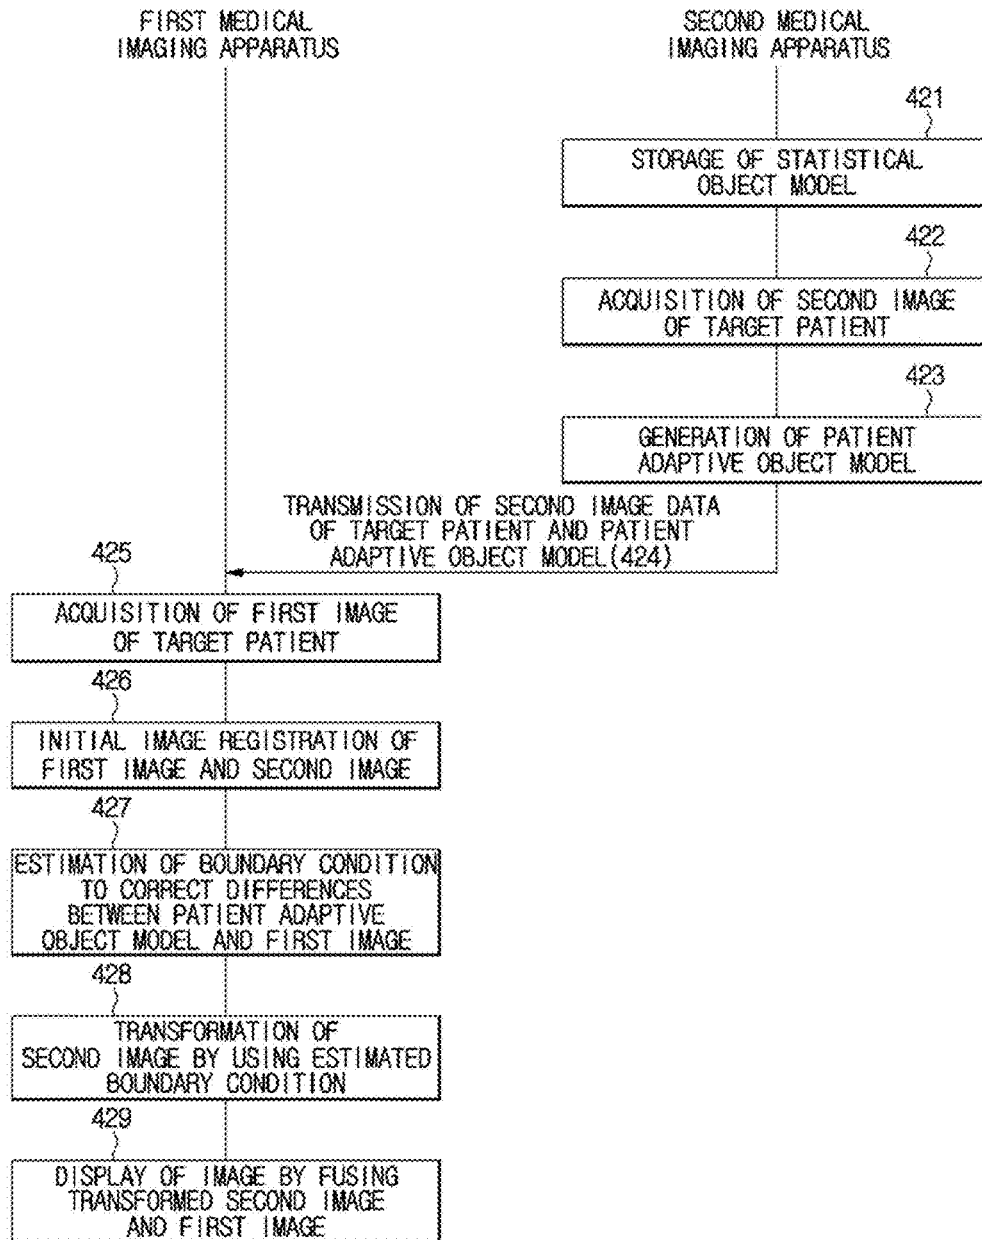 FIRST MEDICAL
IMAGING APPARATUS
SECOND MEDICAL
IMAGING APPARATUS
421
STORAGE OF STATISTICAL
OBJECT MODEL
422
ACQUISITION OF SECOND IMAGE
OF TARGET PATIENT
423
GENERATION OF PATIENT
ADAPTIVE OBJECT MODEL
TRANSMISSION OF SECOND IMAGE DATA
OF TARGET PATIENT AND PATIENT
ADAPTIVE OBJECT MODEL(424)
425
ACQUISITION OF FIRST IMAGE
OF TARGET PATIENT
426
INITIAL IMAGE REGISTRATION OF
FIRST IMAGE AND SECOND IMAGE
427
ESTIMATION OF BOUNDARY CONDITION
TO CORRECT DIFFERENCES
BETWEEN PATIENT ADAPTIVE
OBJECT MODEL AND FIRST IMAGE
428
TRANSFORMATION OF
SECOND IMAGE BY USING ESTIMATED
BOUNDARY CONDITION
429
DISPLAY OF IMAGE BY FUSING
TRANSFORMED SECOND IMAGE
AND FIRST IMAGE